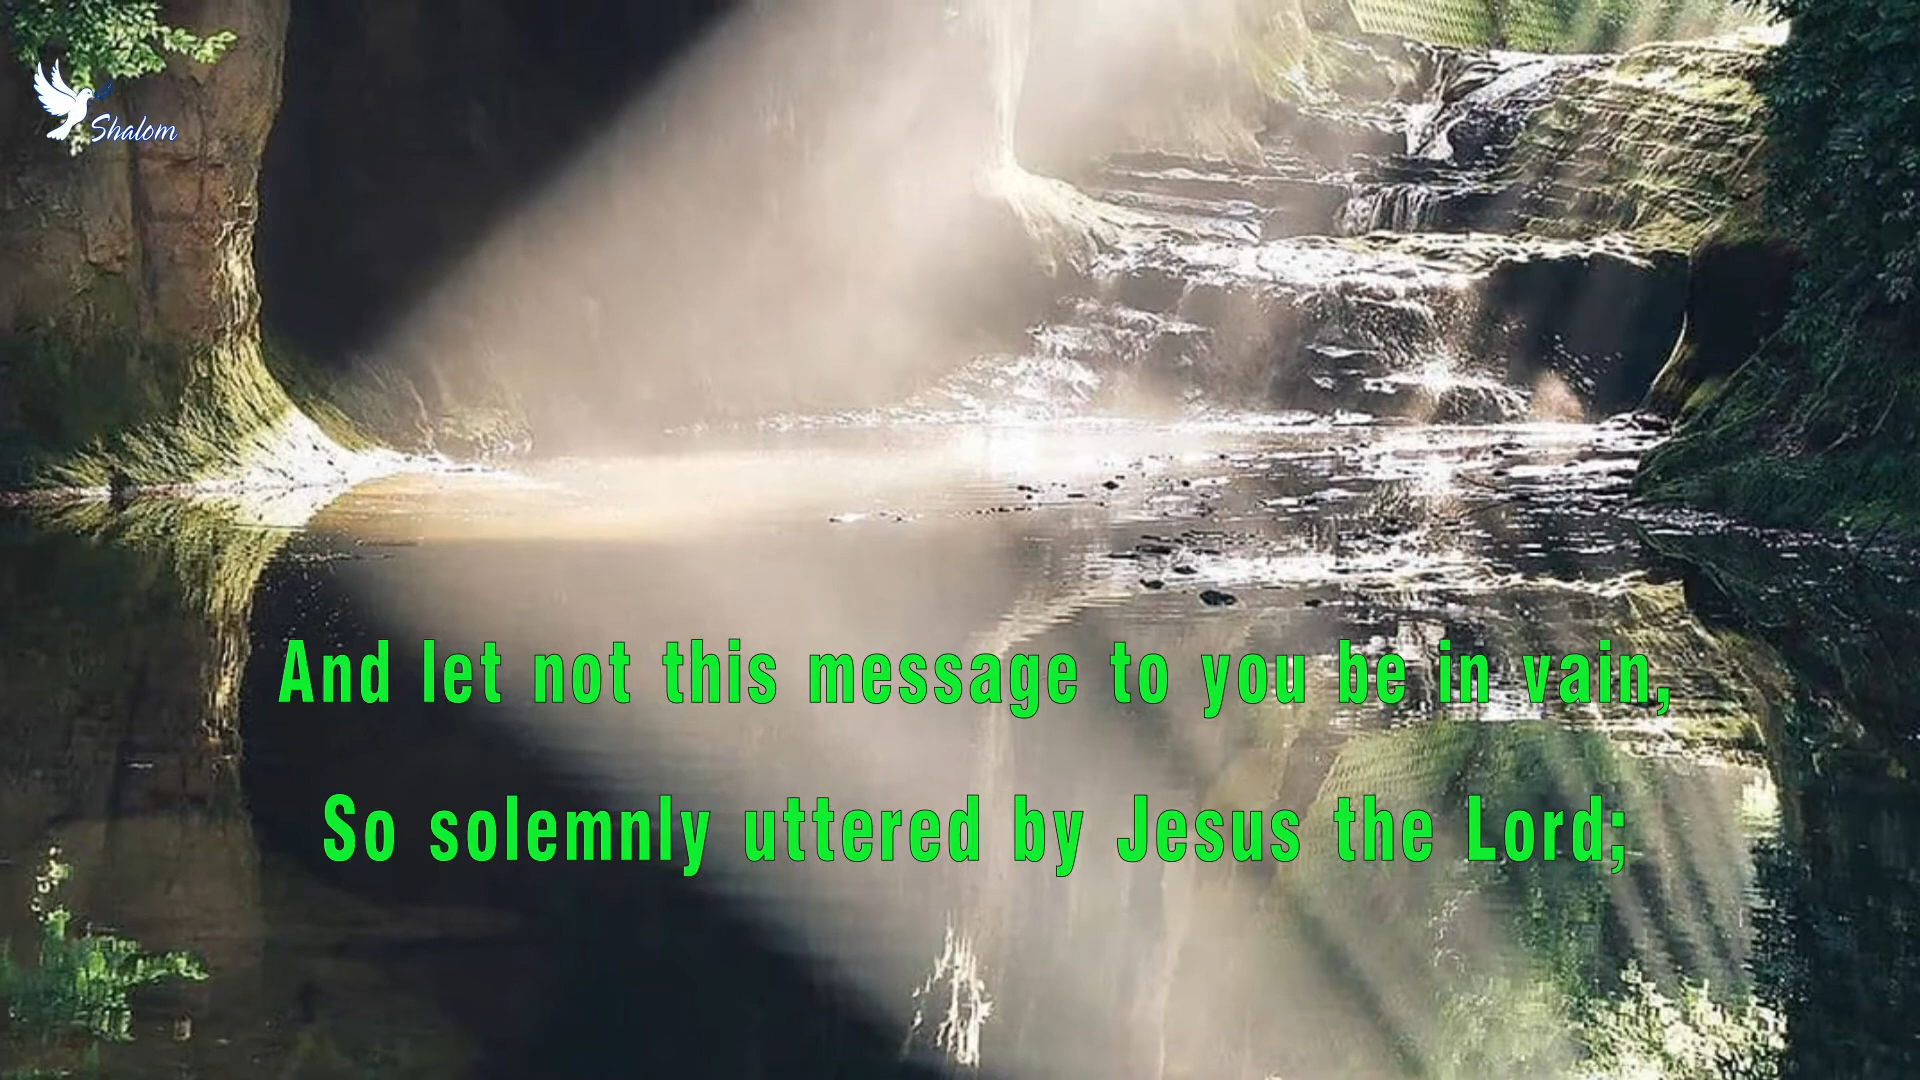 Shalom
And let not this message to you be in vain,
So solemnly uttered by Jesus the Lord;